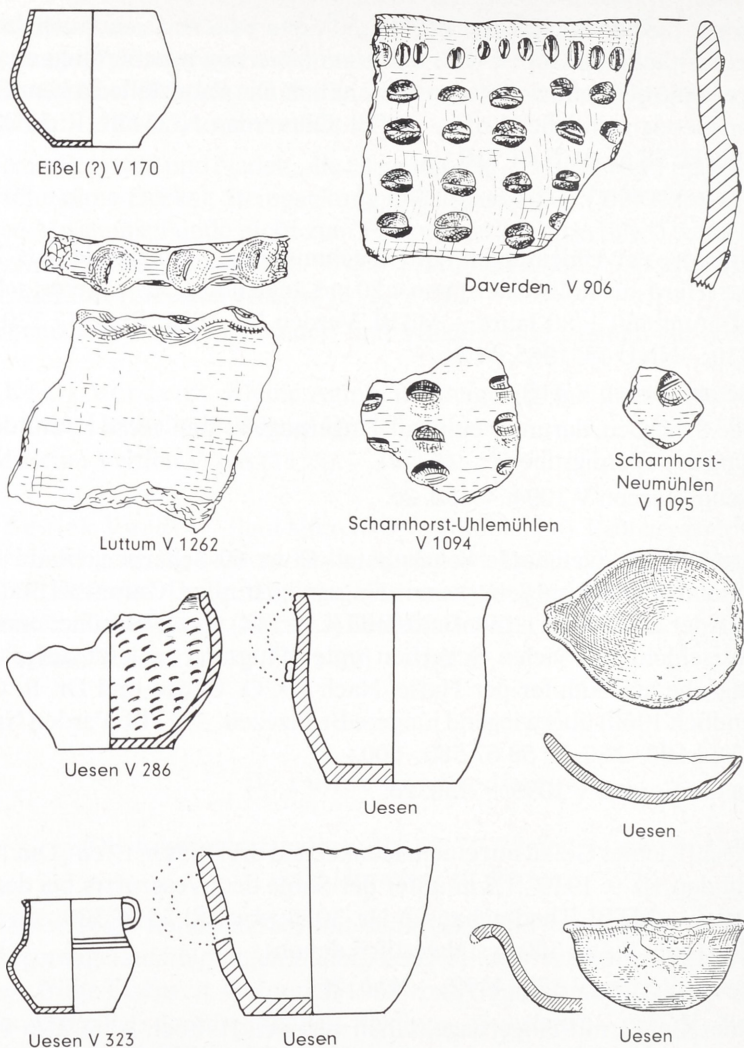 Eißel (?) V 170
Daverden V 906
Luttum V 1262
Scharnhorst-Uhlemühlen
V 1094
Scharnhorst-
Neumühlen
V 1095
Uesen V 286
Uesen
Uesen
Uesen V 323
Uesen
Uesen